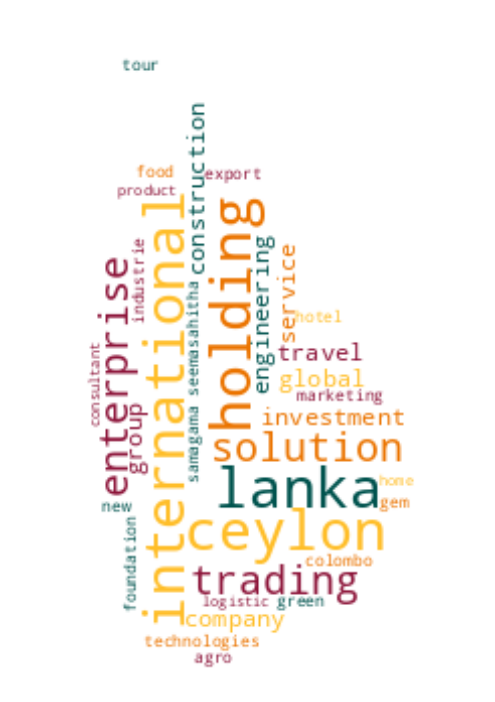 tour
construction
food
export
product
international
holding
engineering
industrie
service
enterprise
samagama seemasahitha
hotel
consultant
travel
global
marketing
group
investment
solution
lanka
home
gem
new
ceylon
foundation
colombo
trading
logistic
green
company
technologies
agro